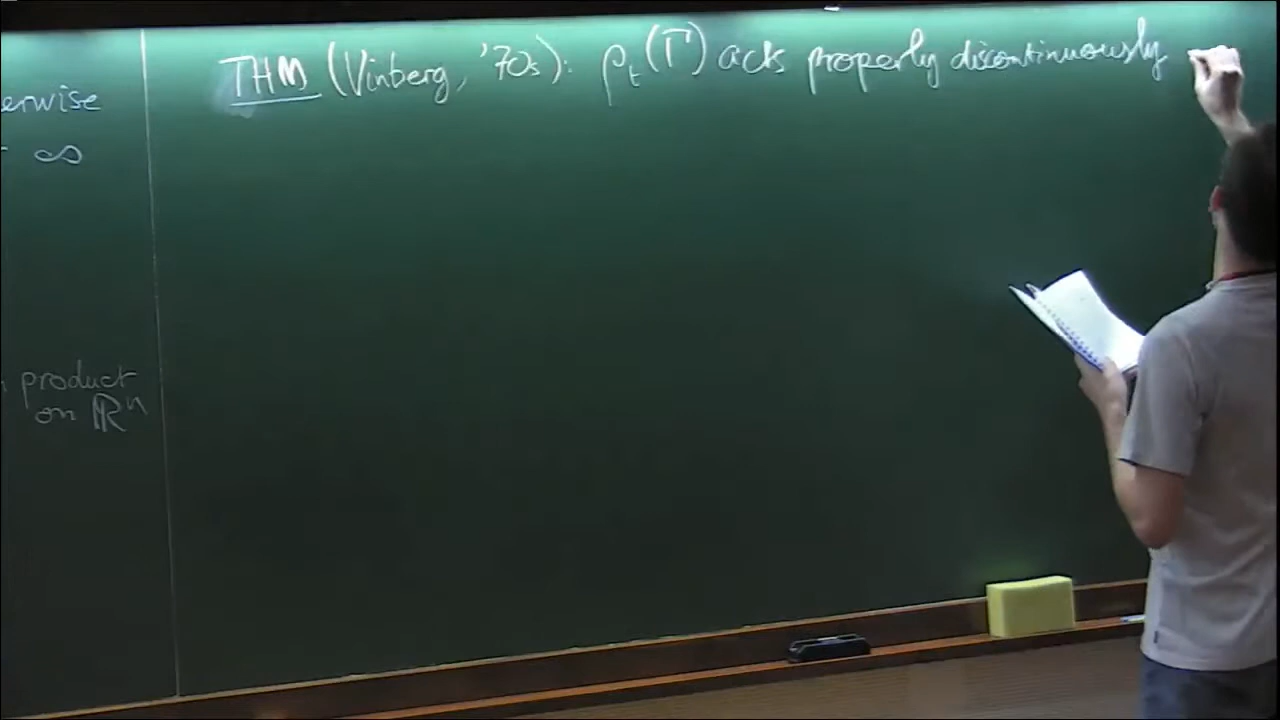 erwise
∞
product
on ℝⁿ
THM (Vinberg, '70s): ρₜ(Γ) acts properly discontinuously